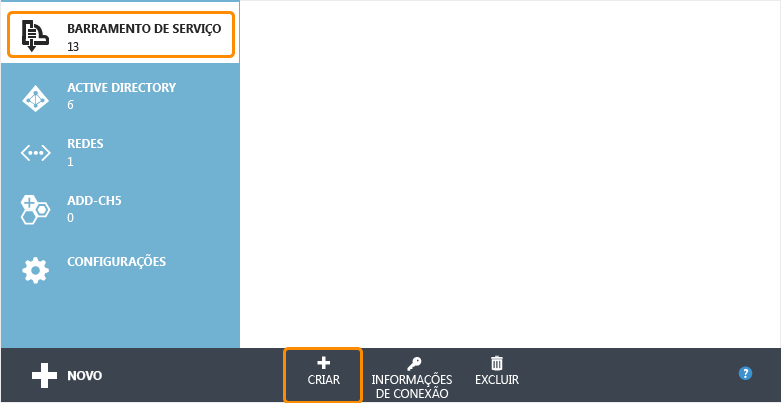 BARRAMENTO DE SERVIÇO
13
ACTIVE DIRECTORY
6
REDES
1
ADD-CH5
0
CONFIGURAÇÕES
NOVO
CRIAR
INFORMAÇÕES
DE CONEXÃO
EXCLUIR
?